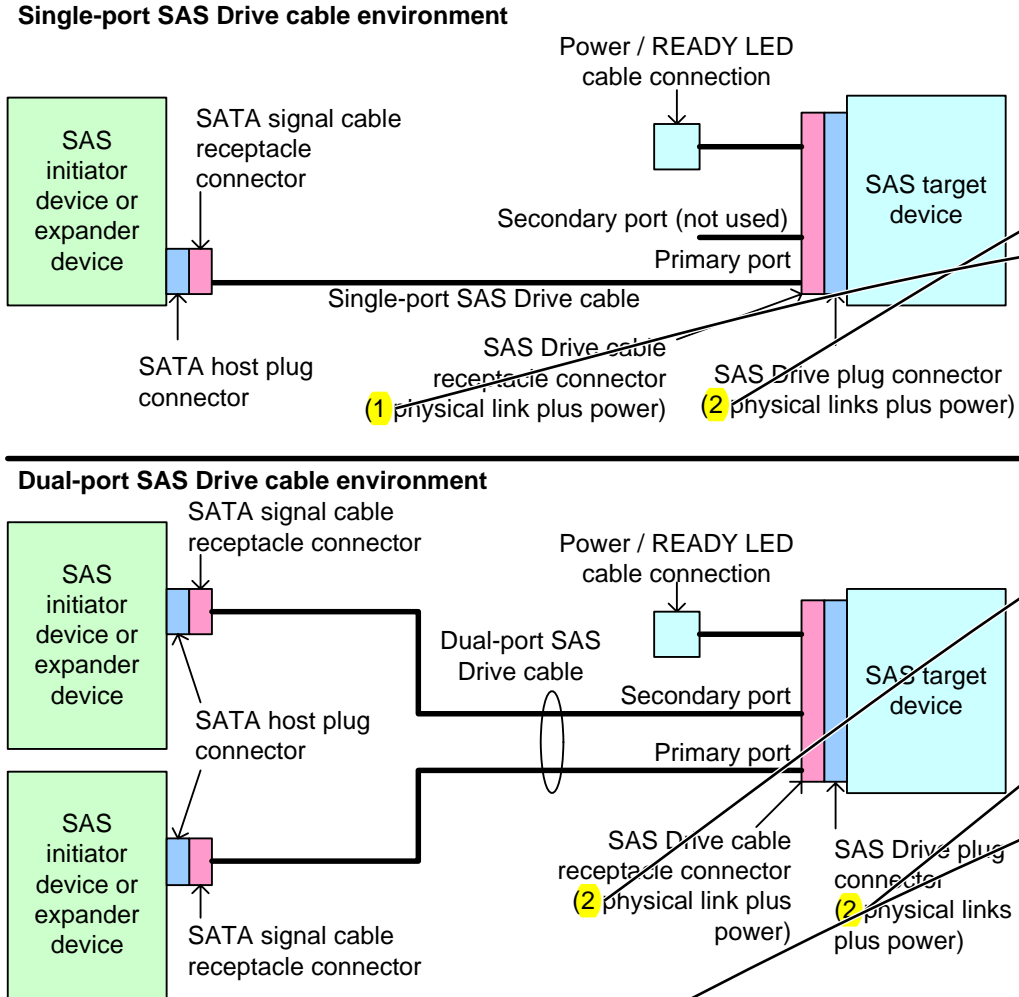 Single-port SAS Drive cable environment
Power / READY LED
cable connection
SAS
initiator
device or
expander
device
SATA signal cable
receptacle
connector
SAS target
device
Secondary port (not used)
Primary port
Single-port SAS Drive cable
SATA host plug
connector
SAS Drive cable
receptacle connector
(1 physical link plus power)
SAS Drive plug connector
(2 physical links plus power)
Dual-port SAS Drive cable environment
SATA signal cable
receptacle connector
SAS
initiator
device or
expander
device
Power / READY LED
cable connection
Dual-port SAS
Drive cable
SAS target
device
Secondary port
SATA host plug
connector
Primary port
SAS
initiator
device or
expander
device
SATA signal cable
receptacle connector
SAS Drive cable
receptacle connector
(2 physical link plus
power)
SAS Drive plug
connector
(2 physical links
plus power)